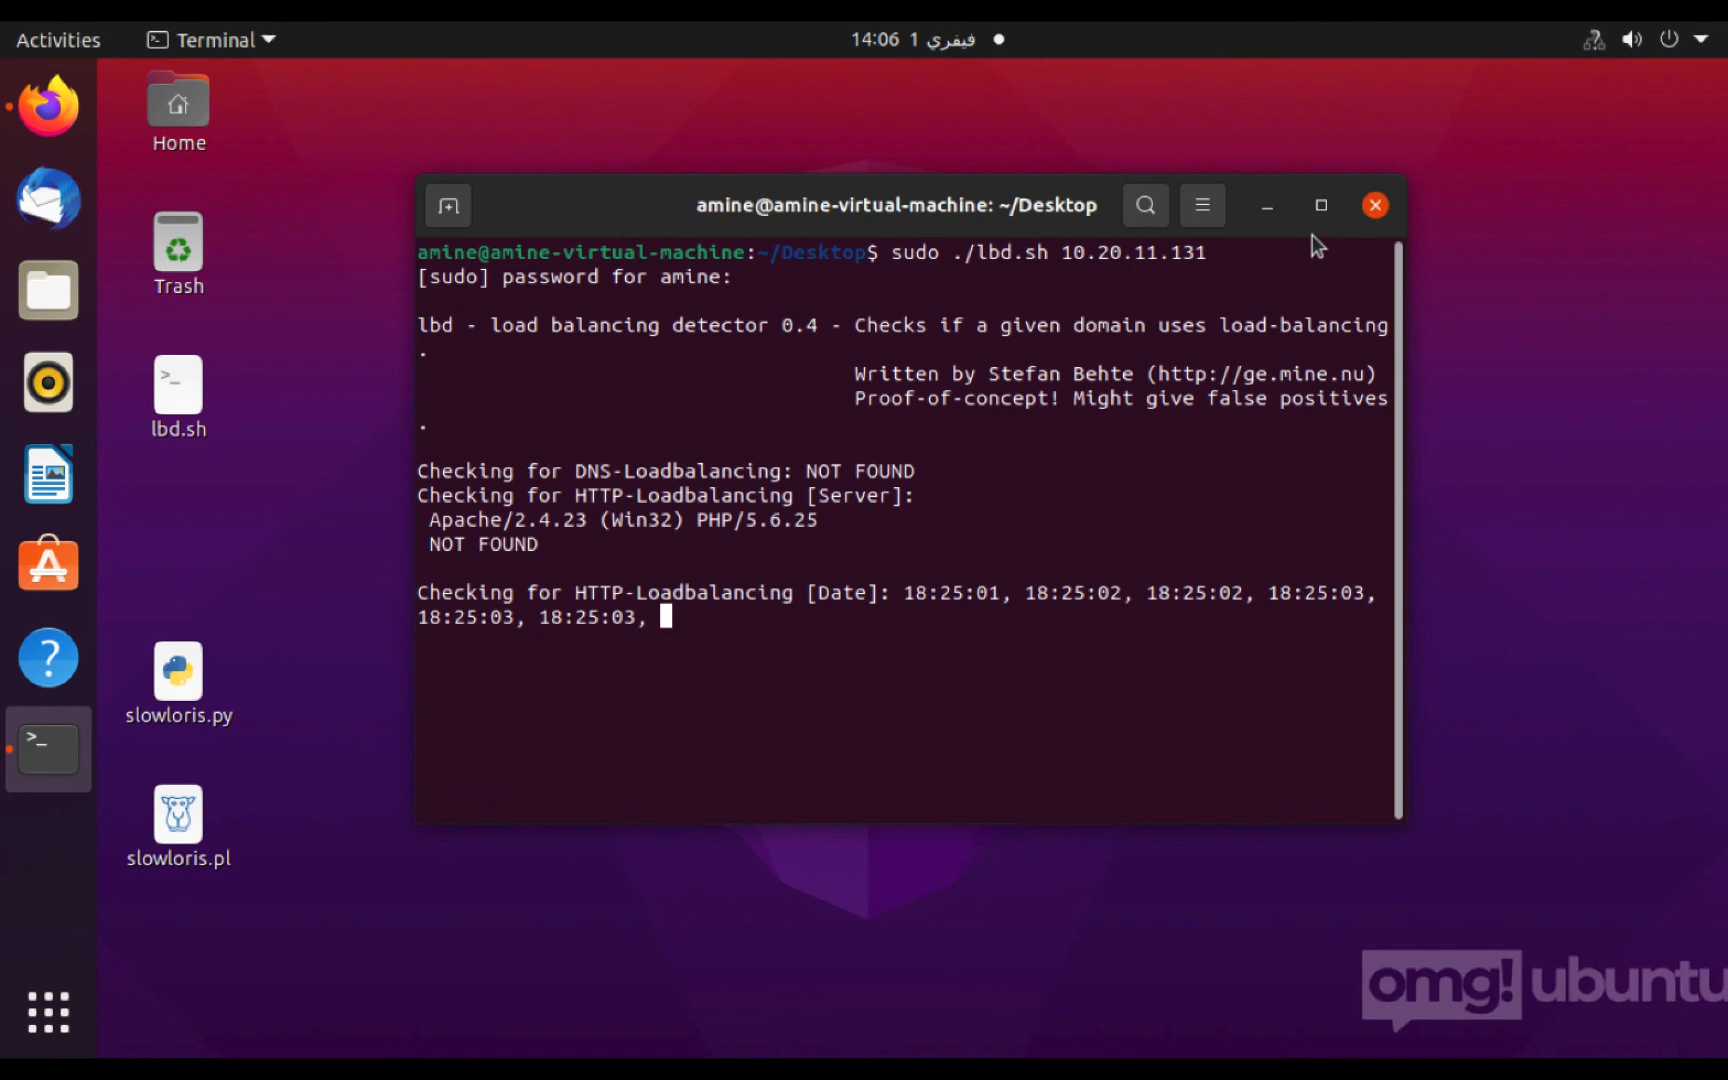 Activities
Terminal
14:06 1 فيفري
Home
Trash
lbd.sh
slowloris.py
slowloris.pl
amine@amine-virtual-machine: ~/Desktop
amine@amine-virtual-machine:~/Desktop$ sudo ./lbd.sh 10.20.11.131
[sudo] password for amine:
lbd - load balancing detector 0.4 - Checks if a given domain uses load-balancing
.
Written by Stefan Behte (http://ge.mine.nu)
Proof-of-concept! Might give false positives
.
Checking for DNS-Loadbalancing: NOT FOUND
Checking for HTTP-Loadbalancing [Server]:
Apache/2.4.23 (Win32) PHP/5.6.25
NOT FOUND
Checking for HTTP-Loadbalancing [Date]: 18:25:01, 18:25:02, 18:25:02, 18:25:03,
18:25:03, 18:25:03,
omg! ubuntu